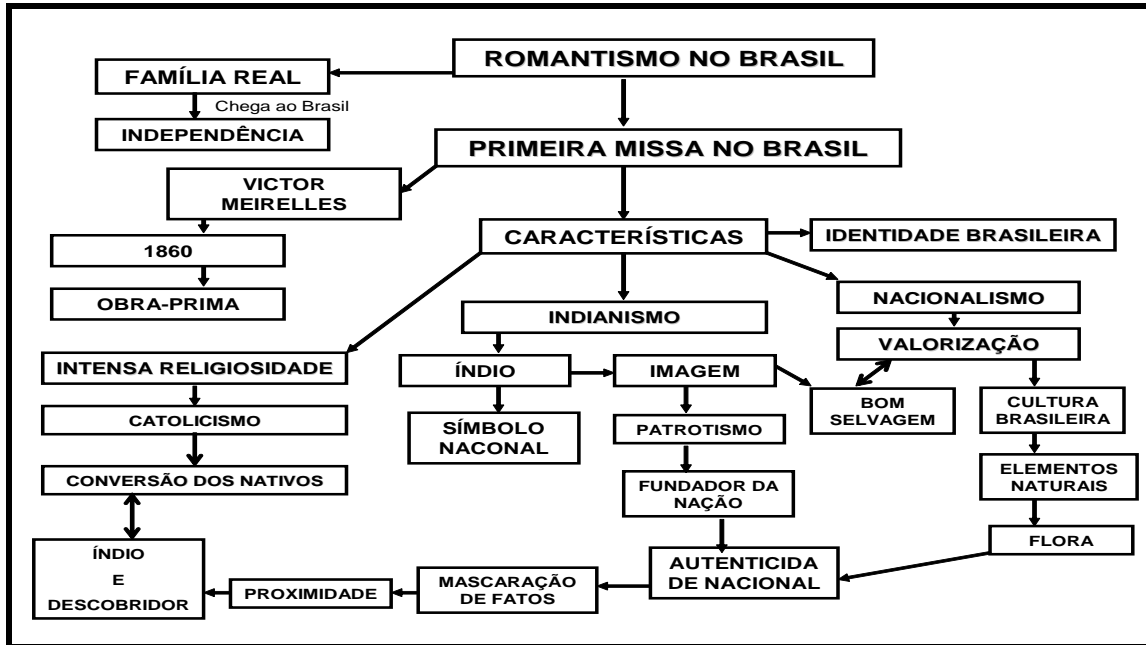 ROMANTISMO NO BRASIL
FAMÍLIA REAL
Chega ao Brasil
INDEPENDÊNCIA
PRIMEIRA MISSA NO BRASIL
VICTOR
MEIRELLES
1860
OBRA-PRIMA
CARACTERÍSTICAS
IDENTIDADE BRASILEIRA
NACIONALISMO
INDIANISMO
VALORIZAÇÃO
INTENSA RELIGIOSIDADE
ÍNDIO
IMAGEM
BOM
SELVAGEM
CULTURA
BRASILEIRA
CATOLICISMO
SÍMBOLO
NACONAL
PATROTISMO
CONVERSÃO DOS NATIVOS
FUNDADOR DA
NAÇÃO
ELEMENTOS
NATURAIS
FLORA
ÍNDIO
E
DESCOBRIDOR
PROXIMIDADE
MASCARAÇÃO
DE FATOS
AUTENTICIDA
DE NACIONAL